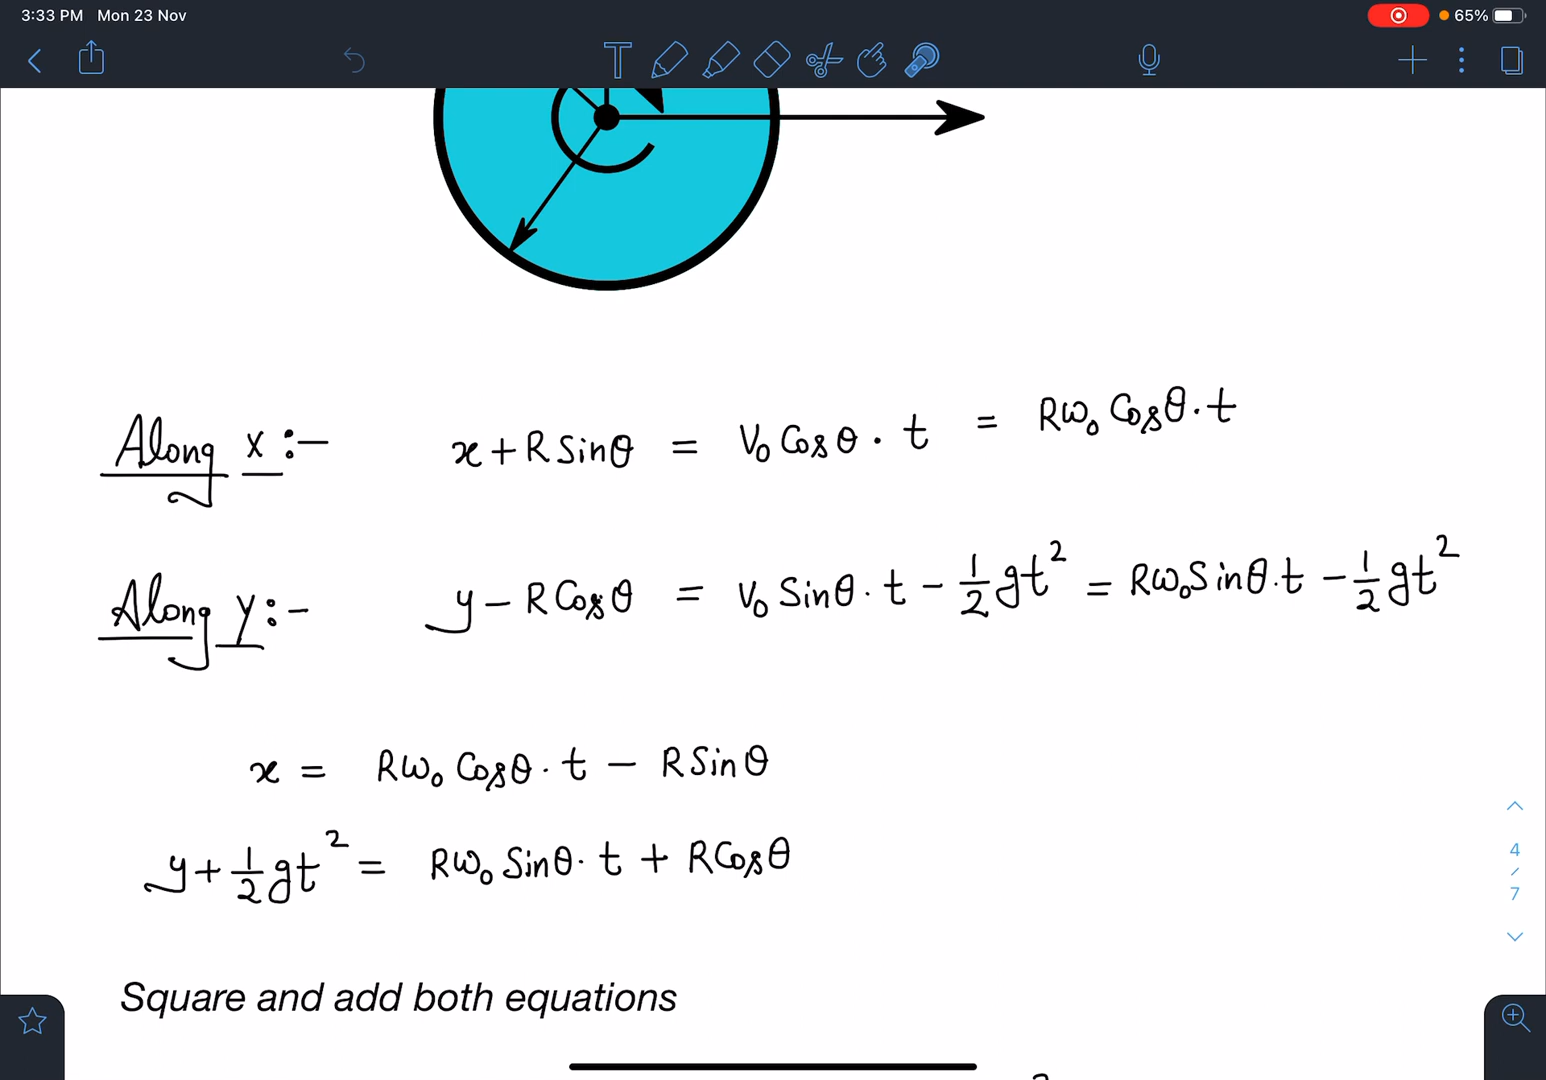 3:33 PM Mon 23 Nov
65%
T
Along x:- x + R Sinθ = V₀ Cosθ · t = Rω₀ Cosθ · t
Along y:- y - R Cosθ = V₀ Sinθ · t - 1/2 gt² = Rω₀ Sinθ · t - 1/2 gt²
x = Rω₀ Cosθ · t - R Sinθ
y + 1/2 gt² = Rω₀ Sinθ · t + R Cosθ
4
/
7
Square and add both equations